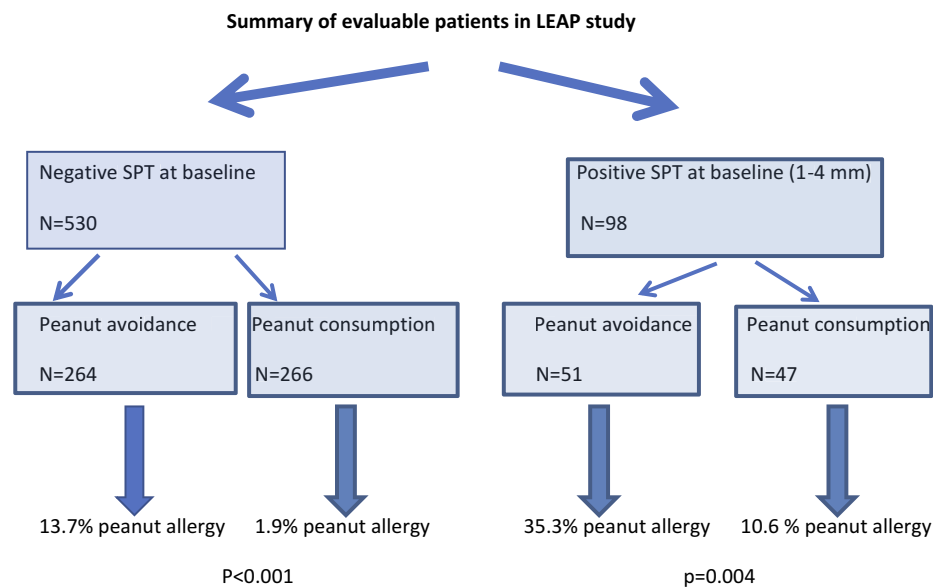 Summary of evaluable patients in LEAP study
Negative SPT at baseline
N=530
Positive SPT at baseline (1-4 mm)
N=98
Peanut avoidance
N=264
Peanut consumption
N=266
Peanut avoidance
N=51
Peanut consumption
N=47
13.7% peanut allergy
1.9% peanut allergy
35.3% peanut allergy
10.6 % peanut allergy
P<0.001
p=0.004